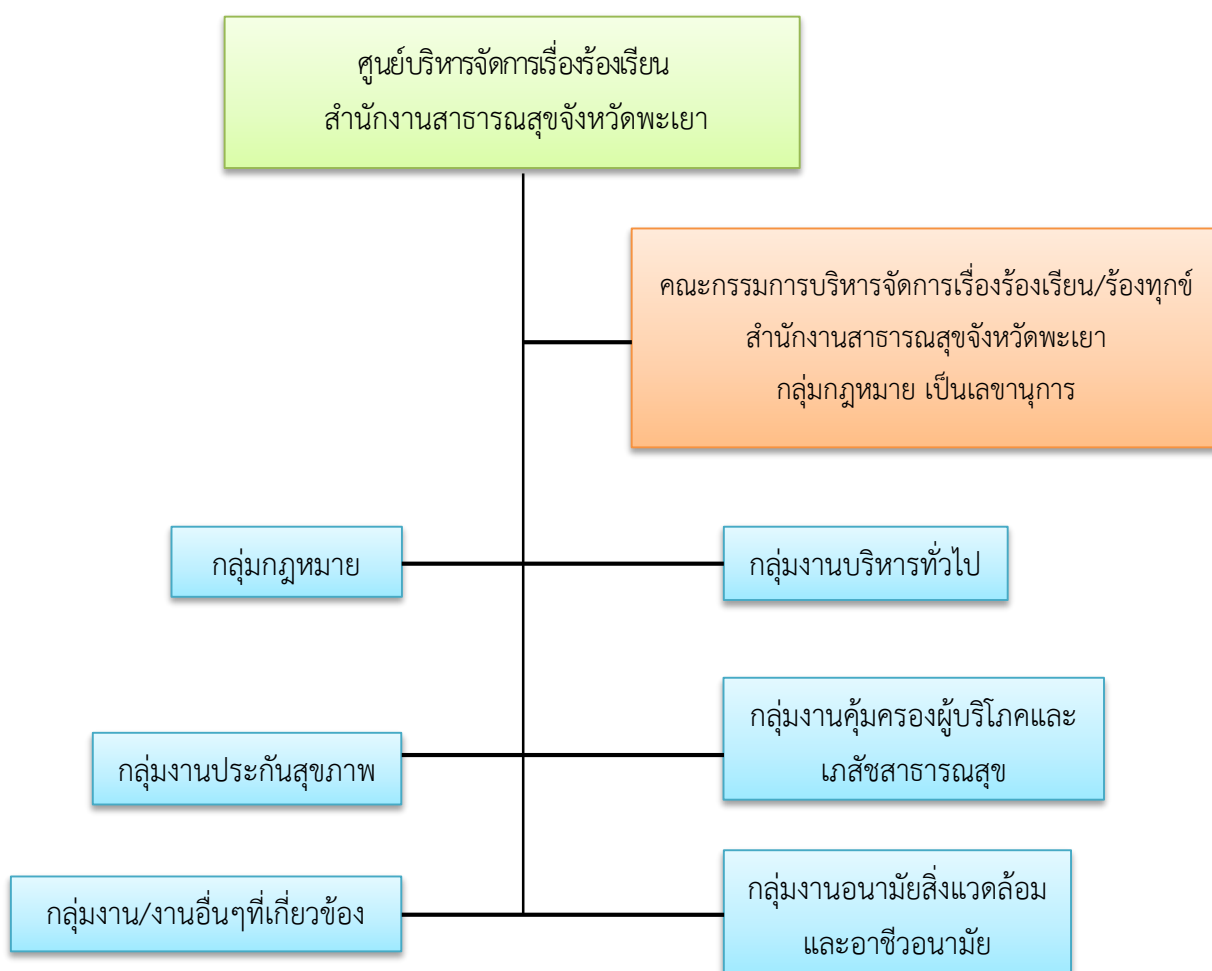 ศูนย์บริหารจัดการเรื่องร้องเรียน
สำนักงานสาธารณสุขจังหวัดพะเยา
คณะกรรมการบริหารจัดการเรื่องร้องเรียน/ร้องทุกข์
สำนักงานสาธารณสุขจังหวัดพะเยา
กลุ่มกฎหมาย เป็นเลขานุการ
กลุ่มกฎหมาย
กลุ่มงานบริหารทั่วไป
กลุ่มงานประกันสุขภาพ
กลุ่มงานคุ้มครองผู้บริโภคและ
เภสัชสาธารณสุข
กลุ่มงาน/งานอื่นๆที่เกี่ยวข้อง
กลุ่มงานอนามัยสิ่งแวดล้อม
และอาชีวอนามัย